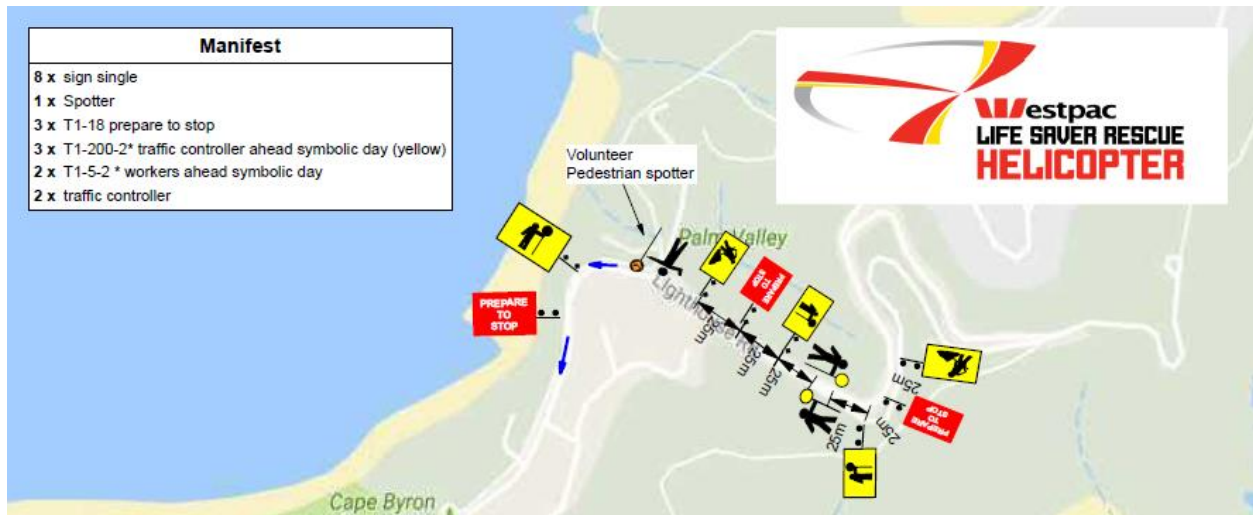 Manifest
8 x sign single
1 x Spotter
3 x T1-18 prepare to stop
3 x T1-200-2* traffic controller ahead symbolic day (yellow)
2 x T1-5-2 * workers ahead symbolic day
2 x traffic controller
Westpac
LIFE SAVER RESCUE
HELICOPTER
Volunteer
Pedestrian spotter
Palm Valley
Lighthouse Rd
PREPARE
TO
STOP
PREPARE
TO
STOP
25m
25m
25m
25m
25m
25m
PREPARE
TO
STOP
Cape Byron